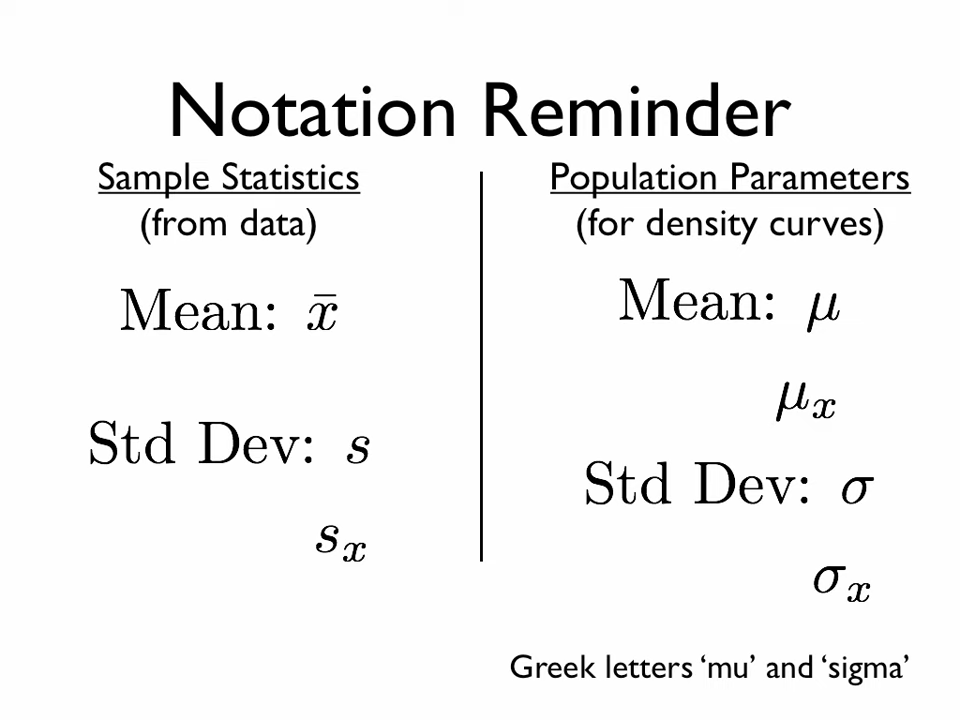 Notation Reminder
Sample Statistics
(from data)
Mean: x̄
Std Dev: s
sₓ
Population Parameters
(for density curves)
Mean: μ
μₓ
Std Dev: σ
σₓ
Greek letters ‘mu’ and ‘sigma’